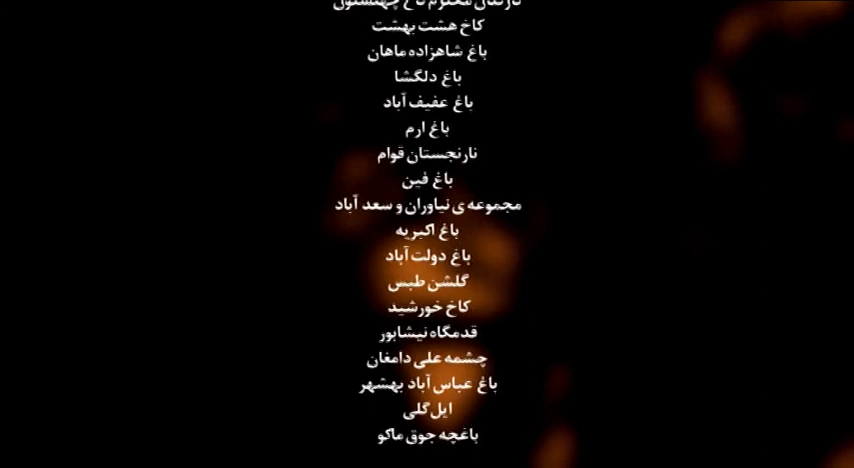 باغ چهلستون
کاخ هشت بهشت
باغ شاهزاده ماهان
باغ دلگشا
باغ عفیف آباد
باغ ارم
نارنجستان قوام
باغ فین
مجموعه ی نیاوران و سعد آباد
باغ اکبریه
باغ دولت آباد
گلشن طبس
کاخ خورشید
قدمگاه نیشابور
چشمه علی دامغان
باغ عباس آباد بهشهر
ایل گلی
باغچه جوق ماکو